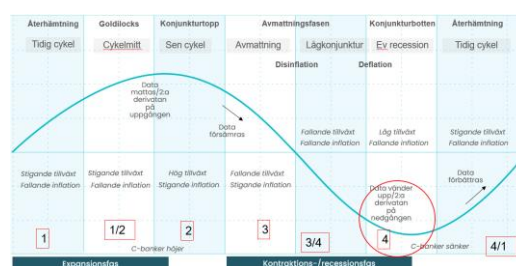 Återhämtning Goldilocks Konjunkturtopp Avmattningsfasen Konjunkturbotten Återhämtning
Tidig cykel Cykelmitt Sen cykel Avmattning Lågkonjunktur Ev recession Tidig cykel
Disinflation Deflation
Data
mattas/2:a
derivatan
på
uppgången
Data
försämras
Fallande tillväxt
Fallande inflation
Låg tillväxt
Fallande inflation
Stigande tillväxt
Fallande inflation
Stigande tillväxt
Fallande inflation
Stigande tillväxt
Fallande inflation
Hög tillväxt
Stigande inflation
Fallande tillväxt
Stigande inflation
Data vänder
upp/2:a
derivatan
på
nedgången
Data
förbättras
1 1/2 2 3 3/4 4 4/1
C-banker höjer
C-banker sänker
Expansionsfas
Kontraktions-/recessionsfas